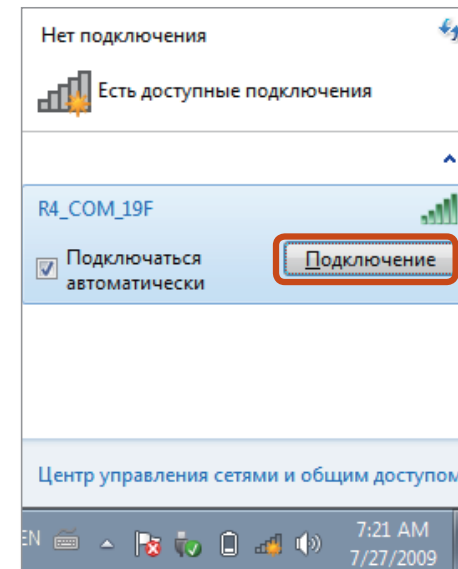 Нет подключения
Есть доступные подключения
R4_COM_19F
Подключаться
автоматически
Подключение
Центр управления сетями и общим доступом
EN
7:21 AM
7/27/2009